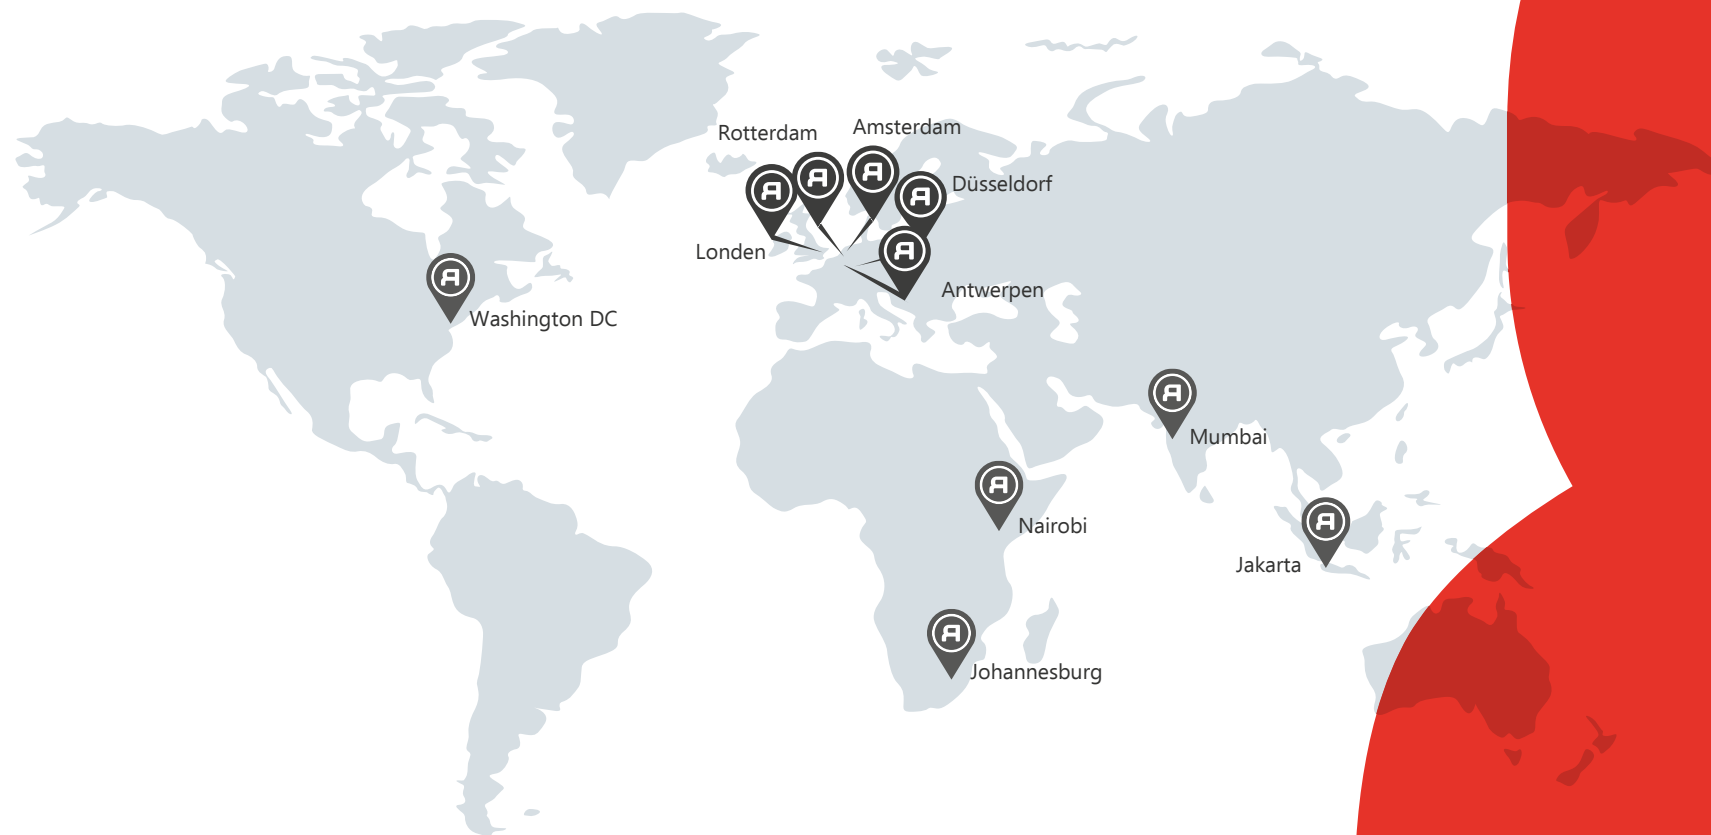 Rotterdam
Amsterdam
Düsseldorf
Londen
Antwerpen
Washington DC
Mumbai
Nairobi
Jakarta
Johannesburg